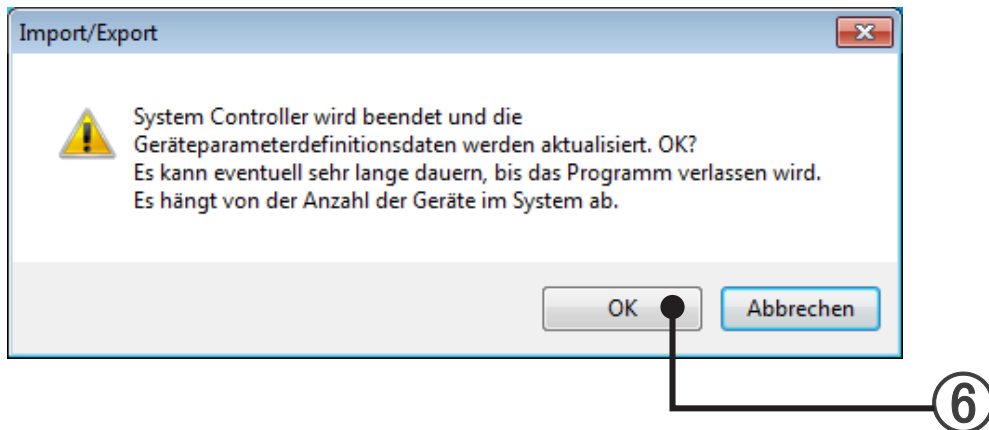 Import/Export
System Controller wird beendet und die
Geräteparameterdefinitionsdaten werden aktualisiert. OK?
Es kann eventuell sehr lange dauern, bis das Programm verlassen wird.
Es hängt von der Anzahl der Geräte im System ab.
OK Abbrechen
⑥